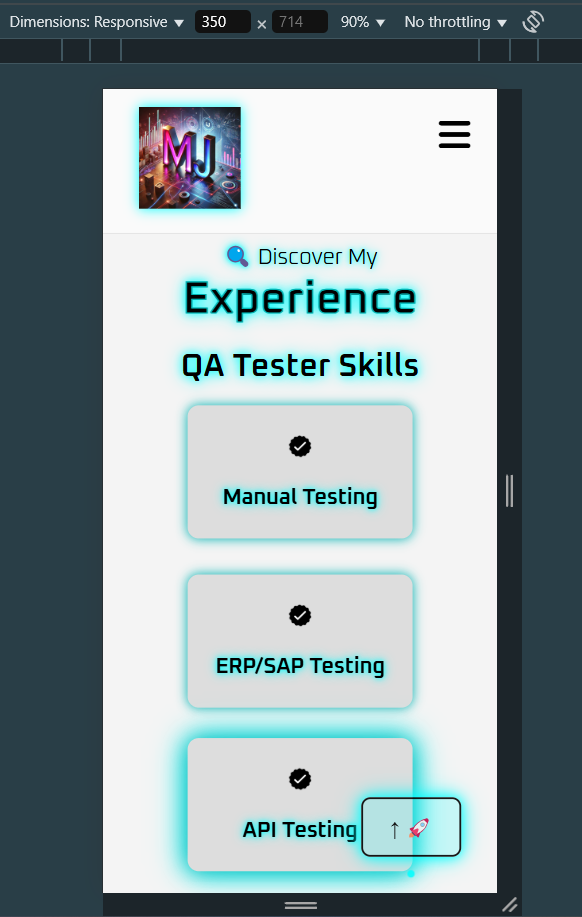 Dimensions: Responsive ▼ 350 × 714 90% ▼ No throttling ▼
MJ
🔍 Discover My
Experience
QA Tester Skills
Manual Testing
ERP/SAP Testing
API Testing
↑ 🚀